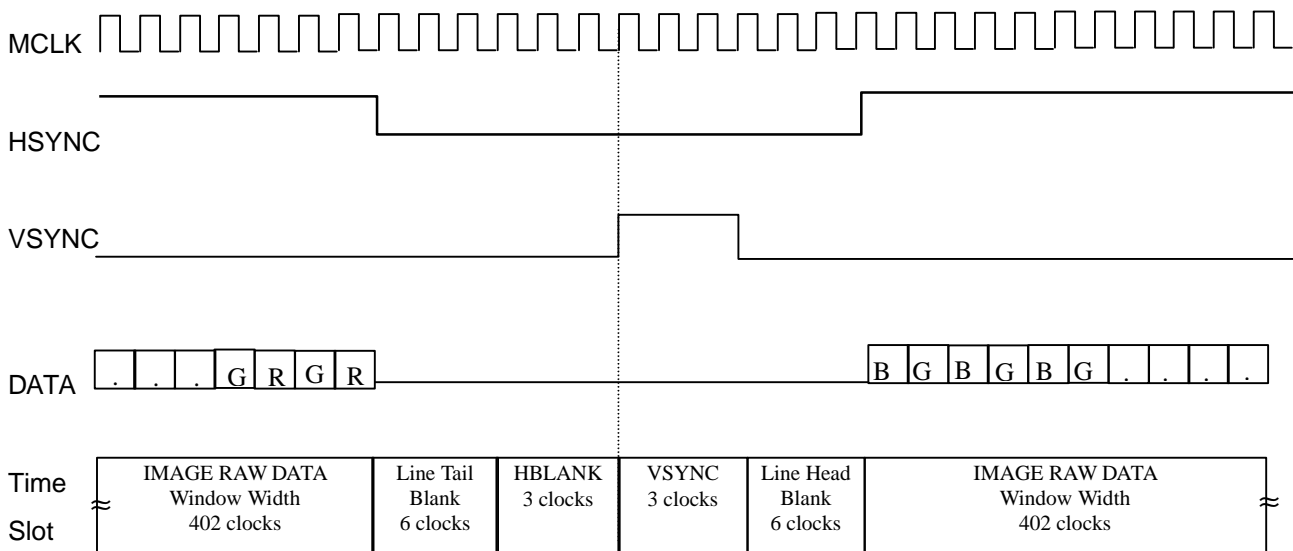 MCLK
HSYNC
VSYNC
. . . G R G R
B G B G B G . . . .
DATA
Time
Slot
IMAGE RAW DATA
Window Width
402 clocks
Line Tail
Blank
6 clocks
HBLANK
3 clocks
VSYNC
3 clocks
Line Head
Blank
6 clocks
IMAGE RAW DATA
Window Width
402 clocks